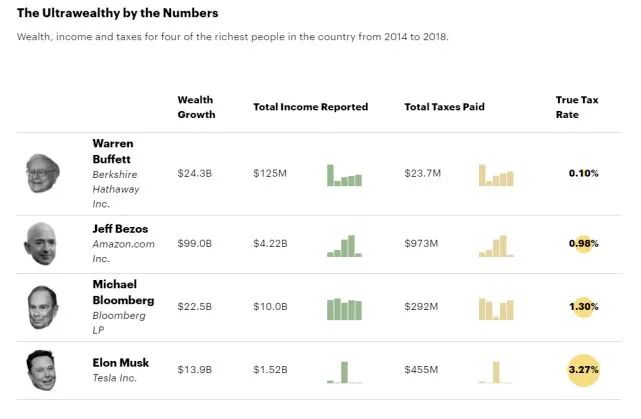 The Ultrawealthy by the Numbers
Wealth, income and taxes for four of the richest people in the country from 2014 to 2018.
Wealth Growth
Total Income Reported
Total Taxes Paid
True Tax Rate
Warren
Buffett
Berkshire
Hathaway
Inc.
$24.3B
$125M
$23.7M
0.10%
Jeff Bezos
Amazon.com
Inc.
$99.0B
$4.22B
$973M
0.98%
Michael
Bloomberg
Bloomberg
LP
$22.5B
$10.0B
$292M
1.30%
Elon Musk
Tesla Inc.
$13.9B
$1.52B
$455M
3.27%